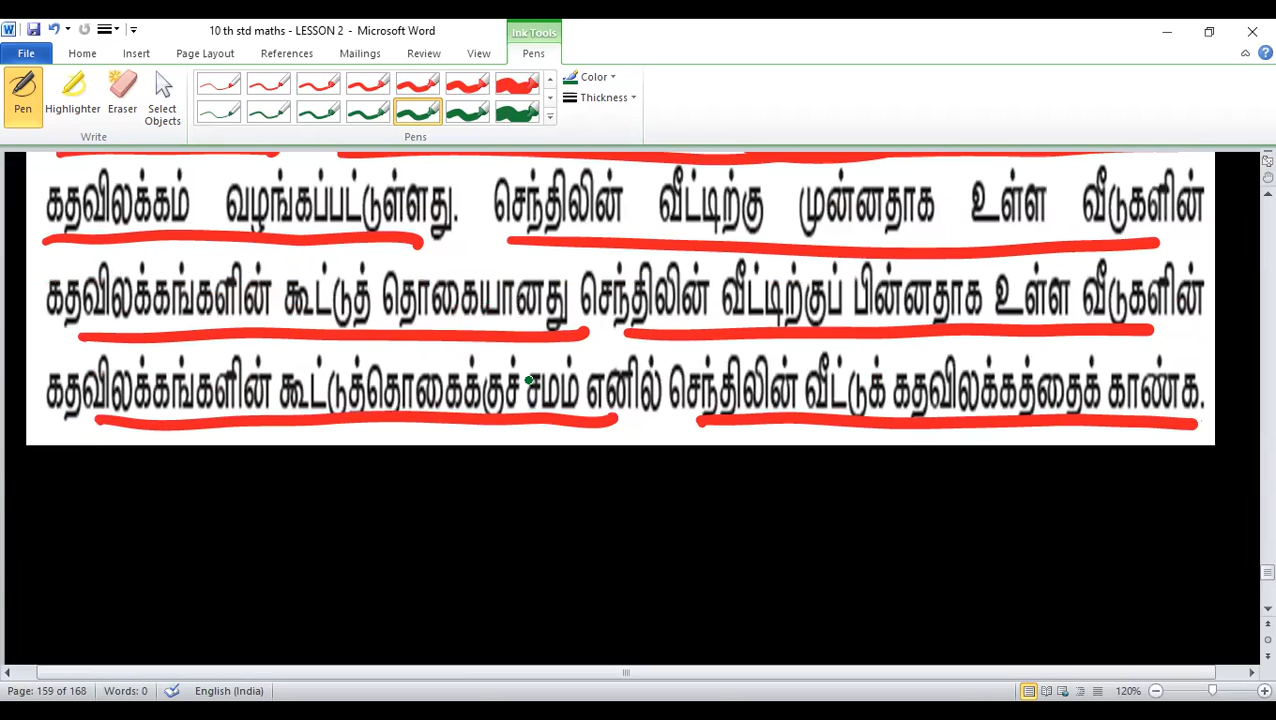 10 th std maths - LESSON 2 - Microsoft Word
Ink Tools
File Home Insert Page Layout References Mailings Review View Pens
Pen Highlighter Eraser Select Objects
Color
Thickness
Write Pens
கதவிலக்கம் வழங்கப்பட்டுள்ளது. செந்திலின் வீட்டிற்கு முன்னதாக உள்ள வீடுகளின்
கதவிலக்கங்களின் கூட்டுத் தொகையானது செந்திலின் வீட்டிற்குப் பின்னதாக உள்ள வீடுகளின்
கதவிலக்கங்களின் கூட்டுத்தொகைக்குச் சமம் எனில் செந்திலின் வீட்டுக் கதவிலக்கத்தைக் காண்க.
Page: 159 of 168 Words: 0 English (India) 120%